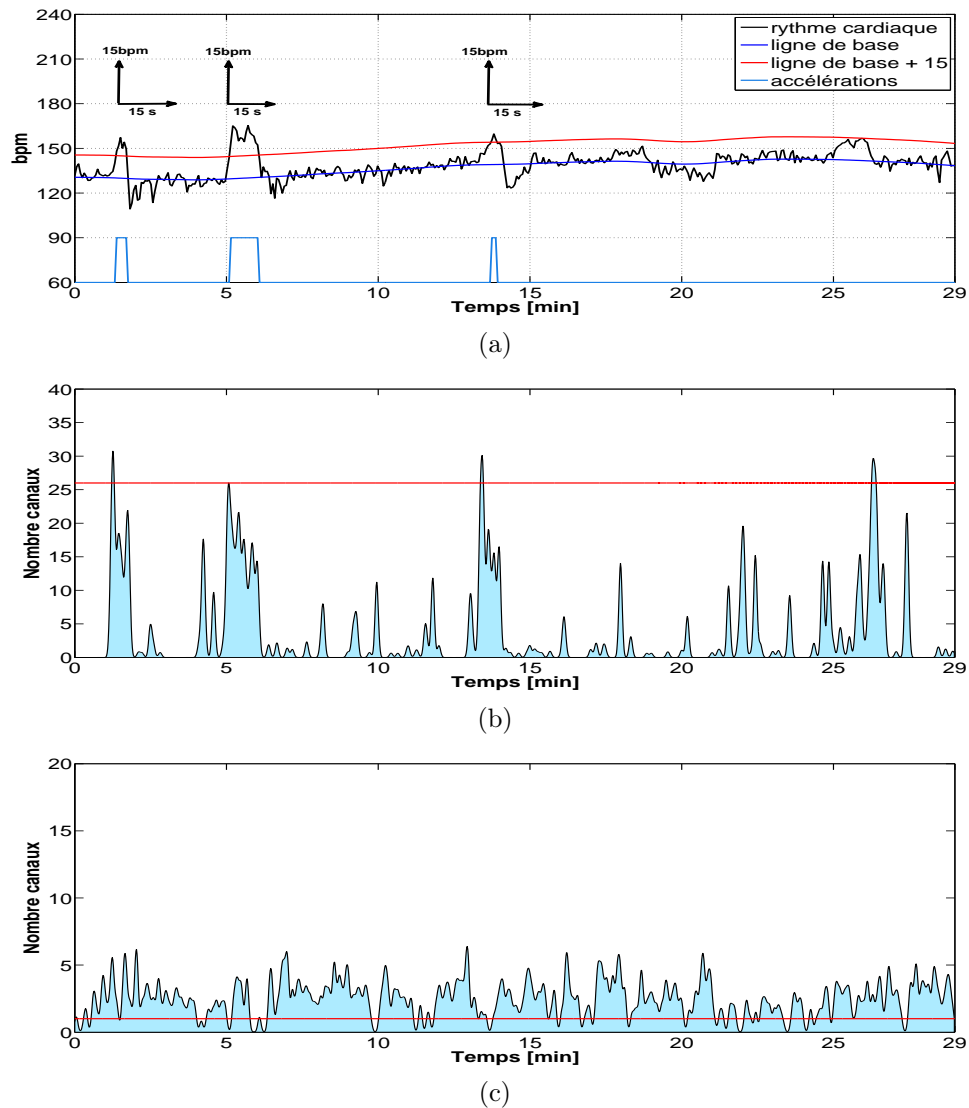 240
210
180
150
120
90
60
bpm
15bpm
15 s
15bpm
15 s
15bpm
15 s
rythme cardiaque
ligne de base
ligne de base + 15
accélérations
0 5 10 15 20 25 29
Temps [min]
(a)
40
35
30
25
20
15
10
5
0
Nombre canaux
0 5 10 15 20 25 29
Temps [min]
(b)
20
15
10
5
0
Nombre canaux
0 5 10 15 20 25 29
Temps [min]
(c)